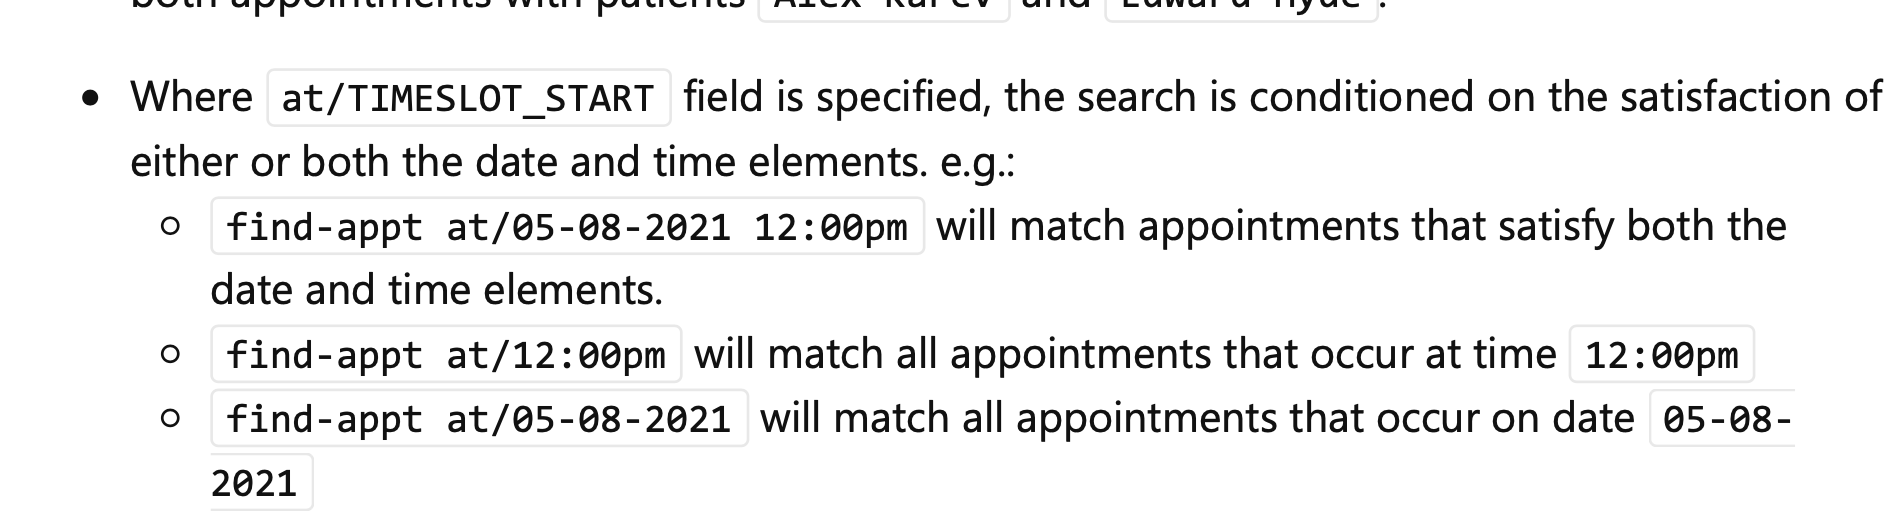 both appointments with patients Alex Karev and Edward Hyde.
• Where at/TIMESLOT_START field is specified, the search is conditioned on the satisfaction of
either or both the date and time elements. e.g.:
○ find-appt at/05-08-2021 12:00pm will match appointments that satisfy both the
date and time elements.
○ find-appt at/12:00pm will match all appointments that occur at time 12:00pm
○ find-appt at/05-08-2021 will match all appointments that occur on date 05-08-
2021